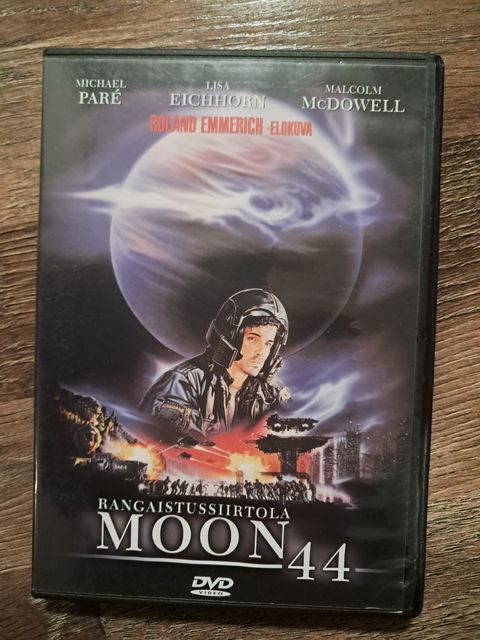 MICHAEL
PARÉ
LISA
EICHHORN
MALCOLM
McDOWELL
ROLAND EMMERICH -ELOKUVA
RANGAISTUSSIIRTOLA
MOON 44
DVD
VIDEO